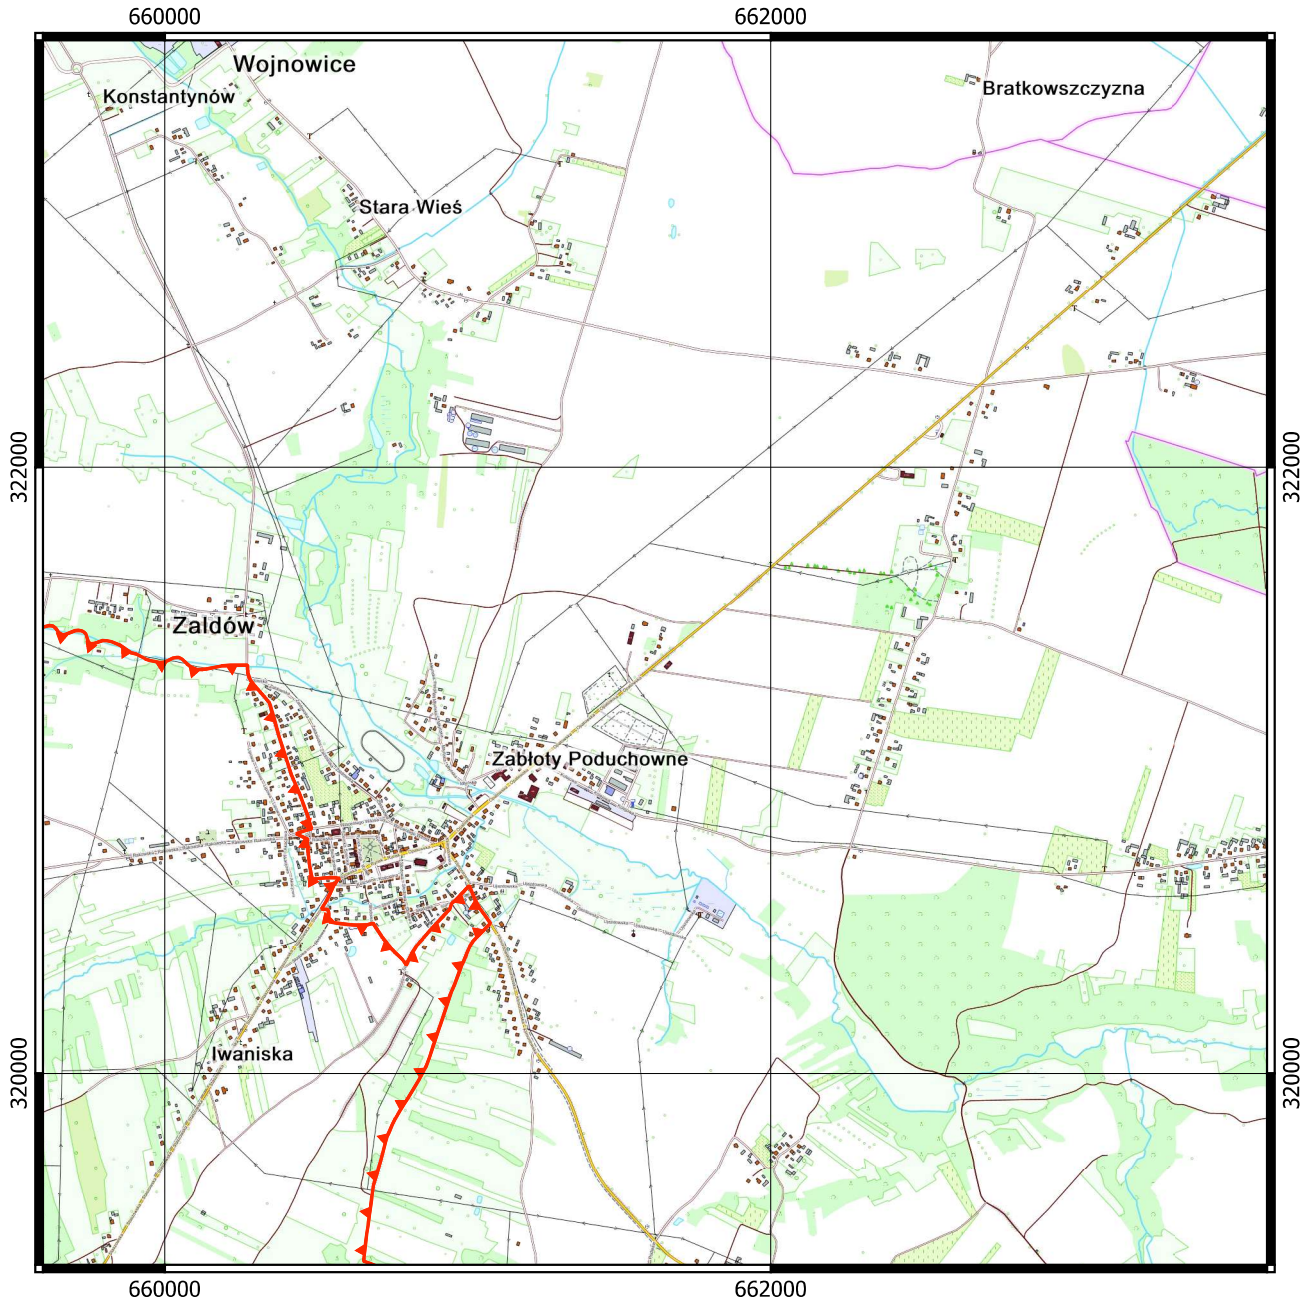 660000
662000
Wojnowice
Konstantynów
Bratkowszczyzna
Stara Wieś
322000
322000
Zaldów
Zabłoty Poduchowne
Iwaniska
320000
320000
660000
662000